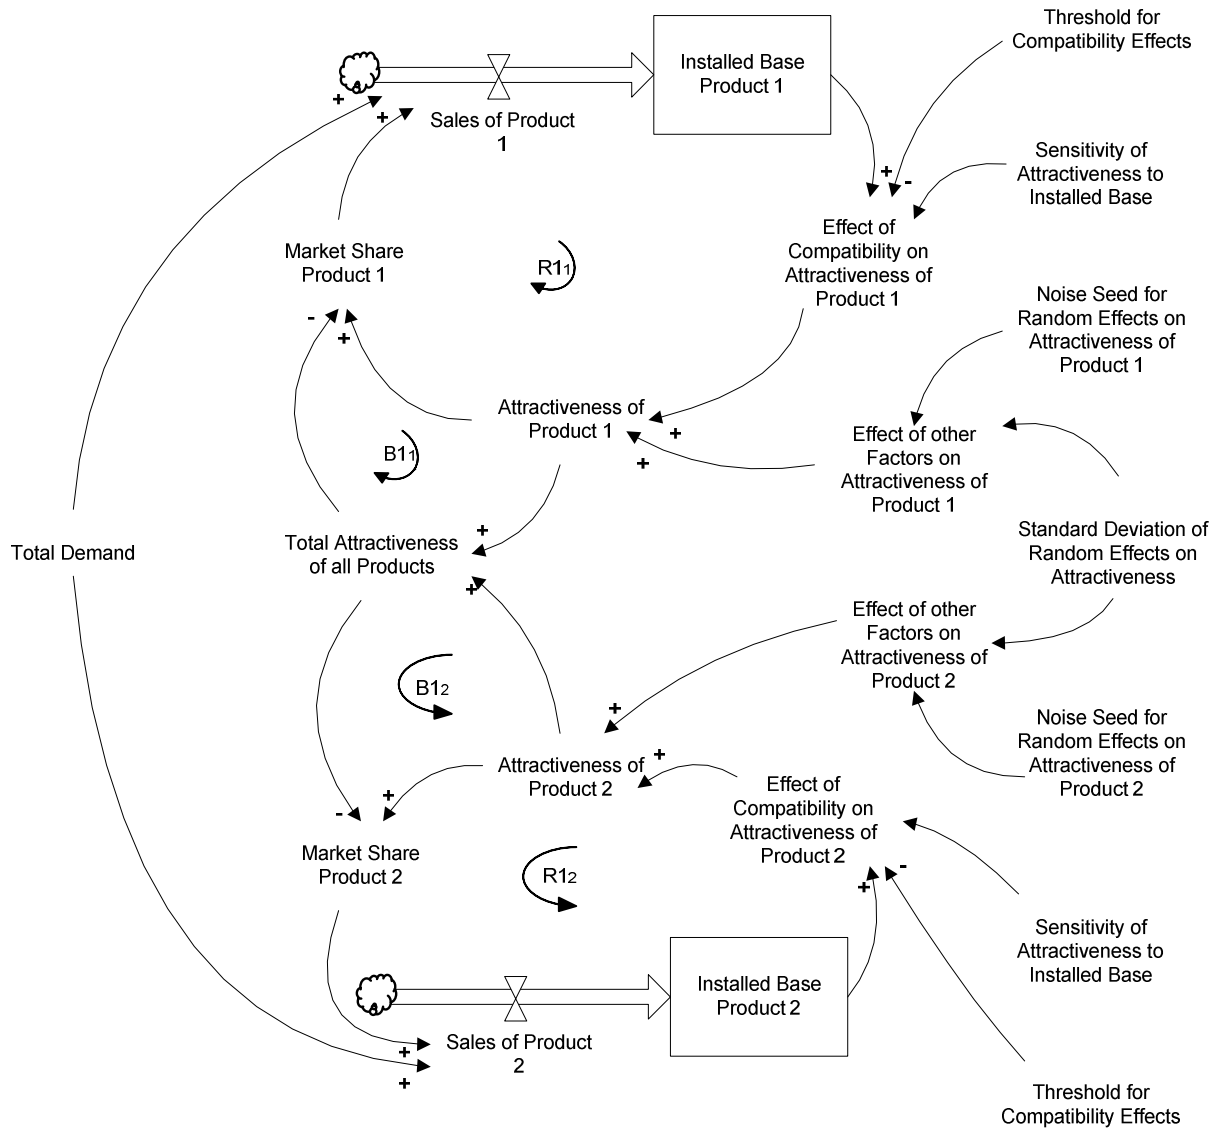 Threshold for
Compatibility Effects
Installed Base
Product 1
+
+
Sales of Product
1
Sensitivity of
Attractiveness to
Installed Base
+
-
Effect of
Compatibility on
Attractiveness of
Product 1
Market Share
Product 1
R11
Noise Seed for
Random Effects on
Attractiveness of
Product 1
-
+
Attractiveness of
Product 1
+
+
B11
Effect of other
Factors on
Attractiveness of
Product 1
Total Demand
Total Attractiveness
of all Products
+
+
Standard Deviation of
Random Effects on
Attractiveness
Effect of other
Factors on
Attractiveness of
Product 2
B12
+
Noise Seed for
Random Effects on
Attractiveness of
Product 2
Attractiveness of
Product 2
+
Effect of
Compatibility on
Attractiveness of
Product 2
+
-
Market Share
Product 2
R12
+
-
Sensitivity of
Attractiveness to
Installed Base
Installed Base
Product 2
Sales of Product
2
+
+
Threshold for
Compatibility Effects